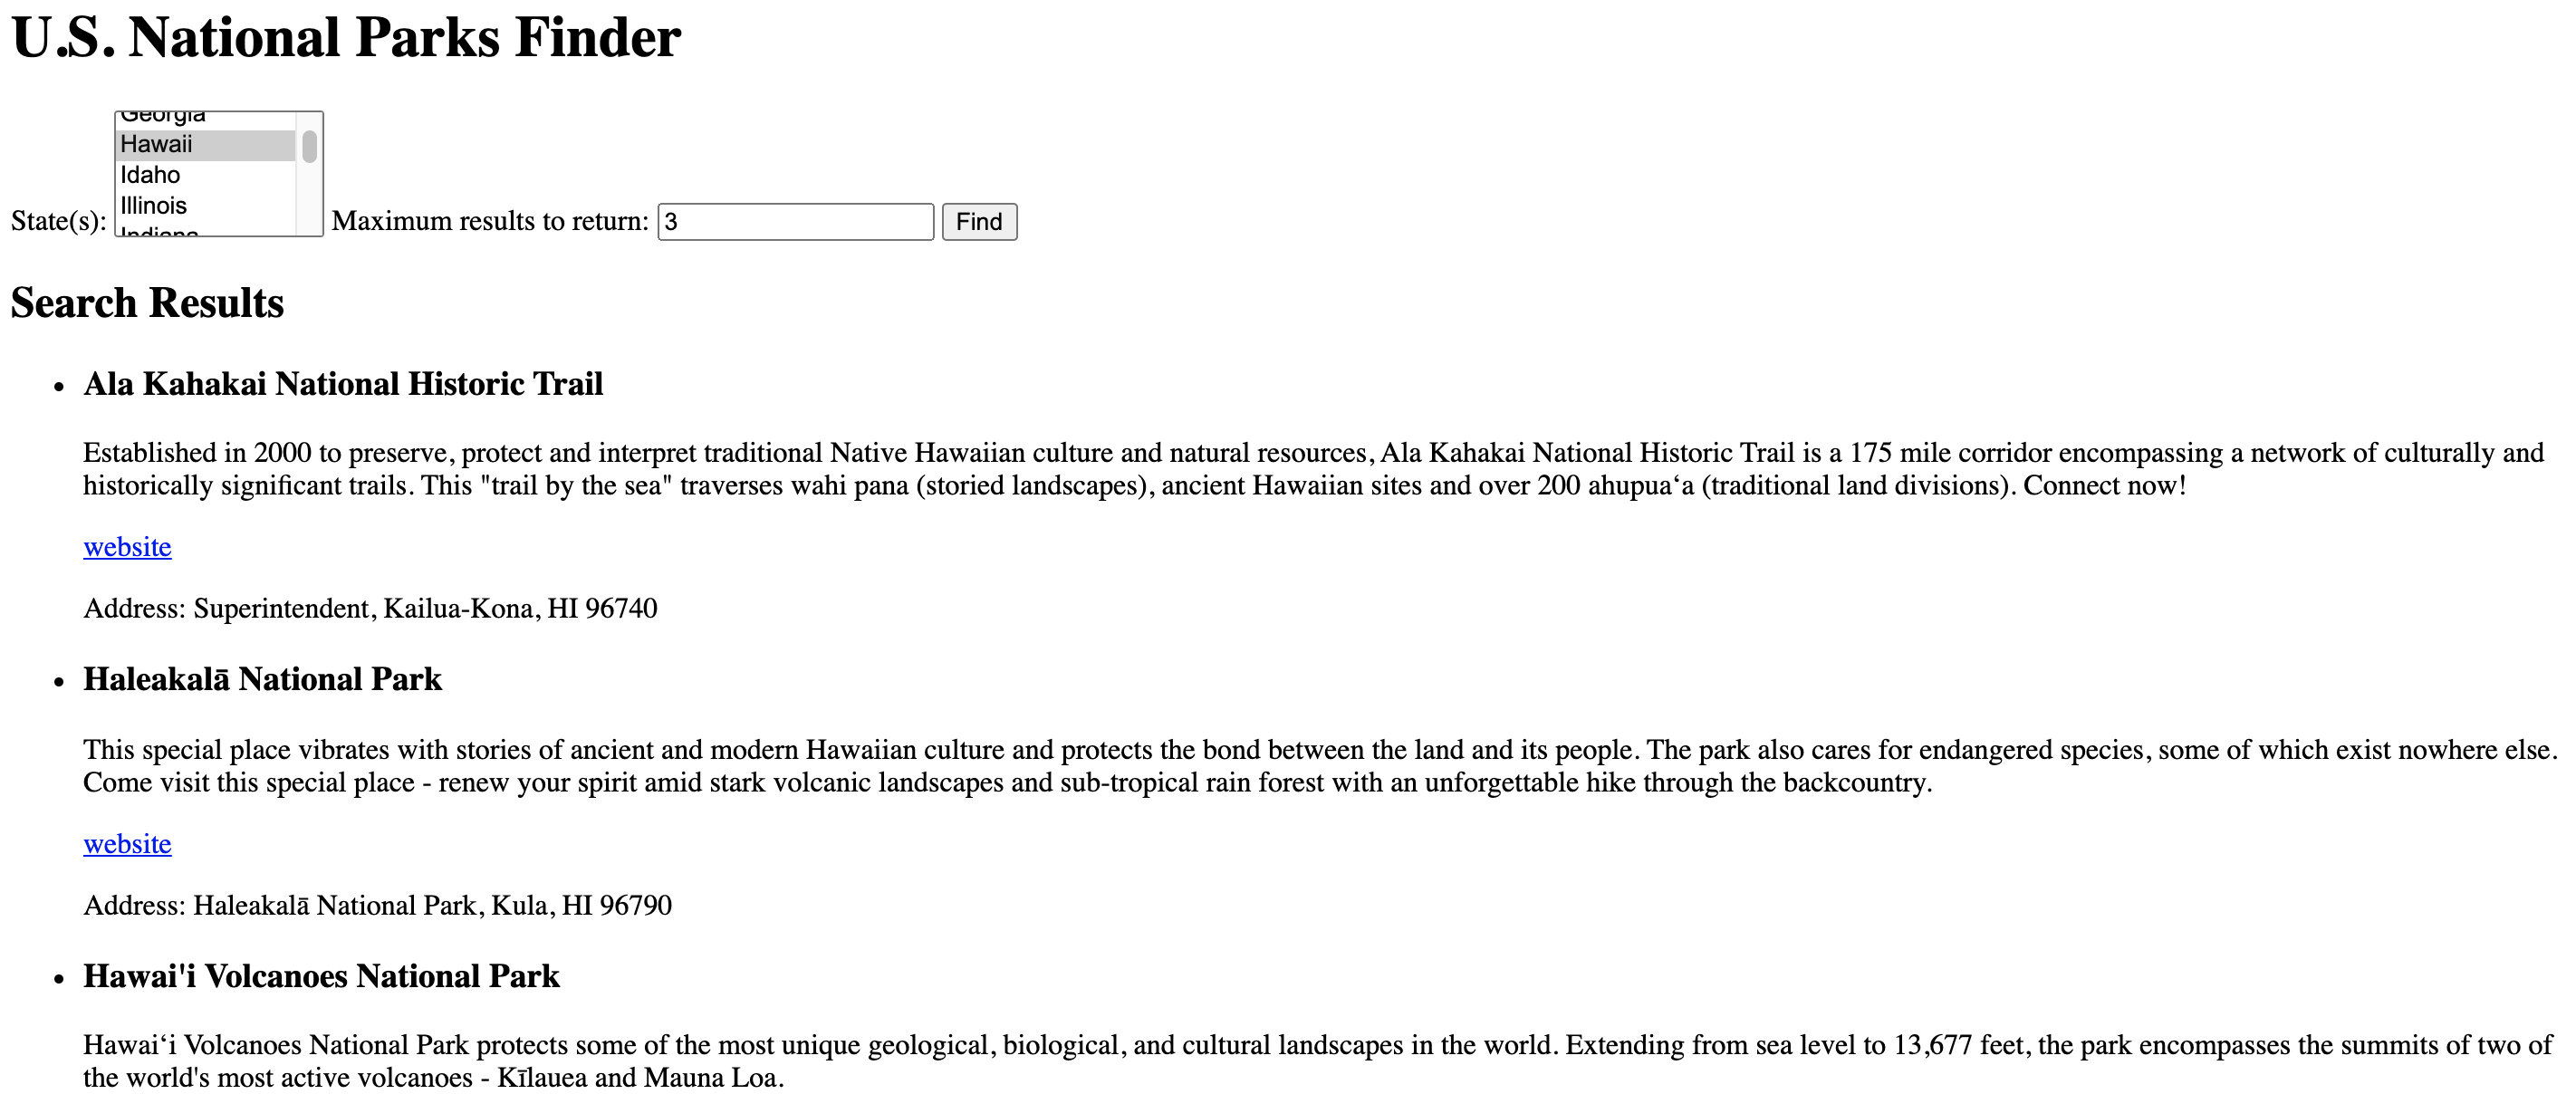 U.S. National Parks Finder
Georgia
Hawaii
Idaho
Illinois
Indiana
State(s): Maximum results to return: 3 Find
Search Results
• Ala Kahakai National Historic Trail
Established in 2000 to preserve, protect and interpret traditional Native Hawaiian culture and natural resources, Ala Kahakai National Historic Trail is a 175 mile corridor encompassing a network of culturally and
historically significant trails. This "trail by the sea" traverses wahi pana (storied landscapes), ancient Hawaiian sites and over 200 ahupua‘a (traditional land divisions). Connect now!
website
Address: Superintendent, Kailua-Kona, HI 96740
• Haleakalā National Park
This special place vibrates with stories of ancient and modern Hawaiian culture and protects the bond between the land and its people. The park also cares for endangered species, some of which exist nowhere else.
Come visit this special place - renew your spirit amid stark volcanic landscapes and sub-tropical rain forest with an unforgettable hike through the backcountry.
website
Address: Haleakalā National Park, Kula, HI 96790
• Hawai'i Volcanoes National Park
Hawai‘i Volcanoes National Park protects some of the most unique geological, biological, and cultural landscapes in the world. Extending from sea level to 13,677 feet, the park encompasses the summits of two of
the world's most active volcanoes - Kīlauea and Mauna Loa.